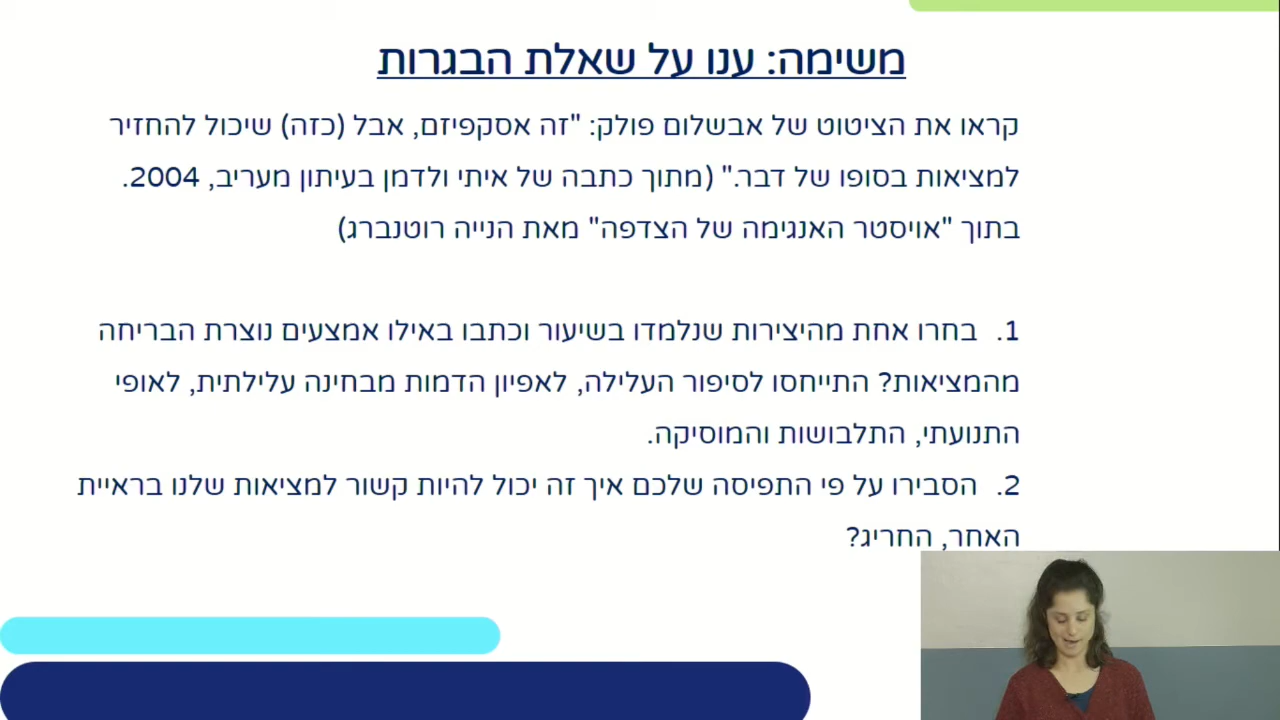 משימה: ענו על שאלת הבגרות
קראו את הציטוט של אבשלום פולק: "זה אסקפיזם, אבל (כזה) שיכול להחזיר
למציאות בסופו של דבר." (מתוך כתבה של איתי ולדמן בעיתון מעריב, 2004.
בתוך "אויסטר האנגימה של הצדפה" מאת הנייה רוטנברג)
1. בחרו אחת מהיצירות שנלמדו בשיעור וכתבו באילו אמצעים נוצרת הבריחה
מהמציאות? התייחסו לסיפור העלילה, לאפיון הדמות מבחינה עלילתית, לאופי
התנועתי, התלבושות והמוסיקה.
2. הסבירו על פי התפיסה שלכם איך זה יכול להיות קשור למציאות שלנו בראיית
האחר, החריג?